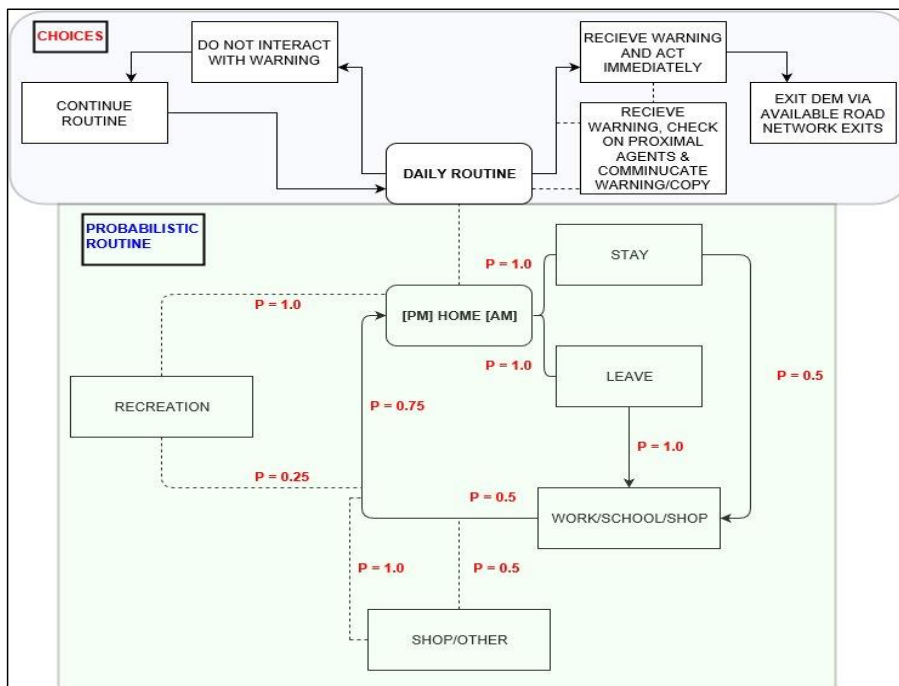 CHOICES
DO NOT INTERACT
WITH WARNING
RECIEVE WARNING
AND ACT
IMMEDIATELY
CONTINUE
ROUTINE
EXIT DEM VIA
AVAILABLE ROAD
NETWORK EXITS
RECIEVE
WARNING, CHECK
ON PROXIMAL
AGENTS &
COMMINUCATE
WARNING/COPY
DAILY ROUTINE
PROBABILISTIC
ROUTINE
STAY
P = 1.0
P = 1.0
[PM] HOME [AM]
P = 1.0
LEAVE
P = 0.5
RECREATION
P = 0.75
P = 1.0
P = 0.25
P = 0.5
WORK/SCHOOL/SHOP
P = 1.0
P = 0.5
SHOP/OTHER